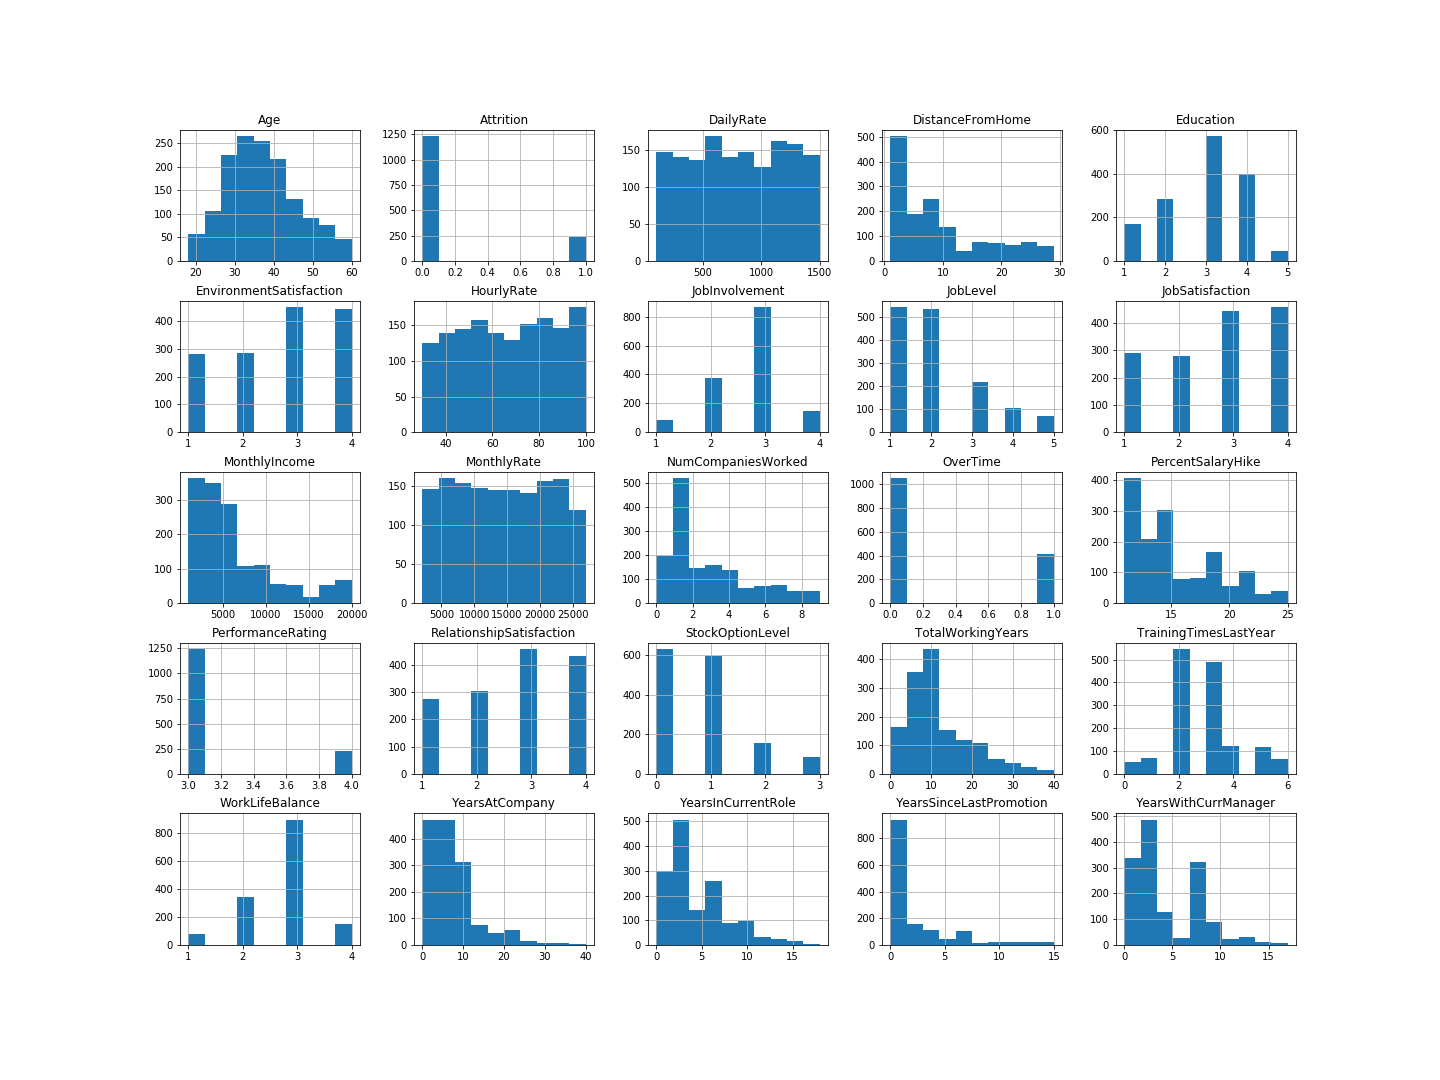 Age
Attrition
DailyRate
DistanceFromHome
Education
250
200
150
100
50
0
20 30 40 50 60
1250
1000
750
500
250
0
0.0 0.2 0.4 0.6 0.8 1.0
150
100
50
0
500 1000 1500
500
400
300
200
100
0
0 10 20 30
600
400
200
0
1 2 3 4 5
EnvironmentSatisfaction
HourlyRate
JobInvolvement
JobLevel
JobSatisfaction
400
300
200
100
0
1 2 3 4
150
100
50
0
40 60 80 100
800
600
400
200
0
1 2 3 4
500
400
300
200
100
0
1 2 3 4 5
400
300
200
100
0
1 2 3 4
MonthlyIncome
MonthlyRate
NumCompaniesWorked
OverTime
PercentSalaryHike
300
200
100
0
5000 10000 15000 20000
150
100
50
0
5000 10000 15000 20000 25000
500
400
300
200
100
0
0 2 4 6 8
1000
800
600
400
200
0
0.0 0.2 0.4 0.6 0.8 1.0
400
300
200
100
0
15 20 25
PerformanceRating
RelationshipSatisfaction
StockOptionLevel
TotalWorkingYears
TrainingTimesLastYear
1250
1000
750
500
250
0
3.0 3.2 3.4 3.6 3.8 4.0
400
300
200
100
0
1 2 3 4
600
400
200
0
0 1 2 3
400
300
200
100
0
0 10 20 30 40
500
400
300
200
100
0
0 2 4 6
WorkLifeBalance
YearsAtCompany
YearsInCurrentRole
YearsSinceLastPromotion
YearsWithCurrManager
800
600
400
200
0
1 2 3 4
400
300
200
100
0
0 10 20 30 40
500
400
300
200
100
0
0 5 10 15
800
600
400
200
0
0 5 10 15
500
400
300
200
100
0
0 5 10 15